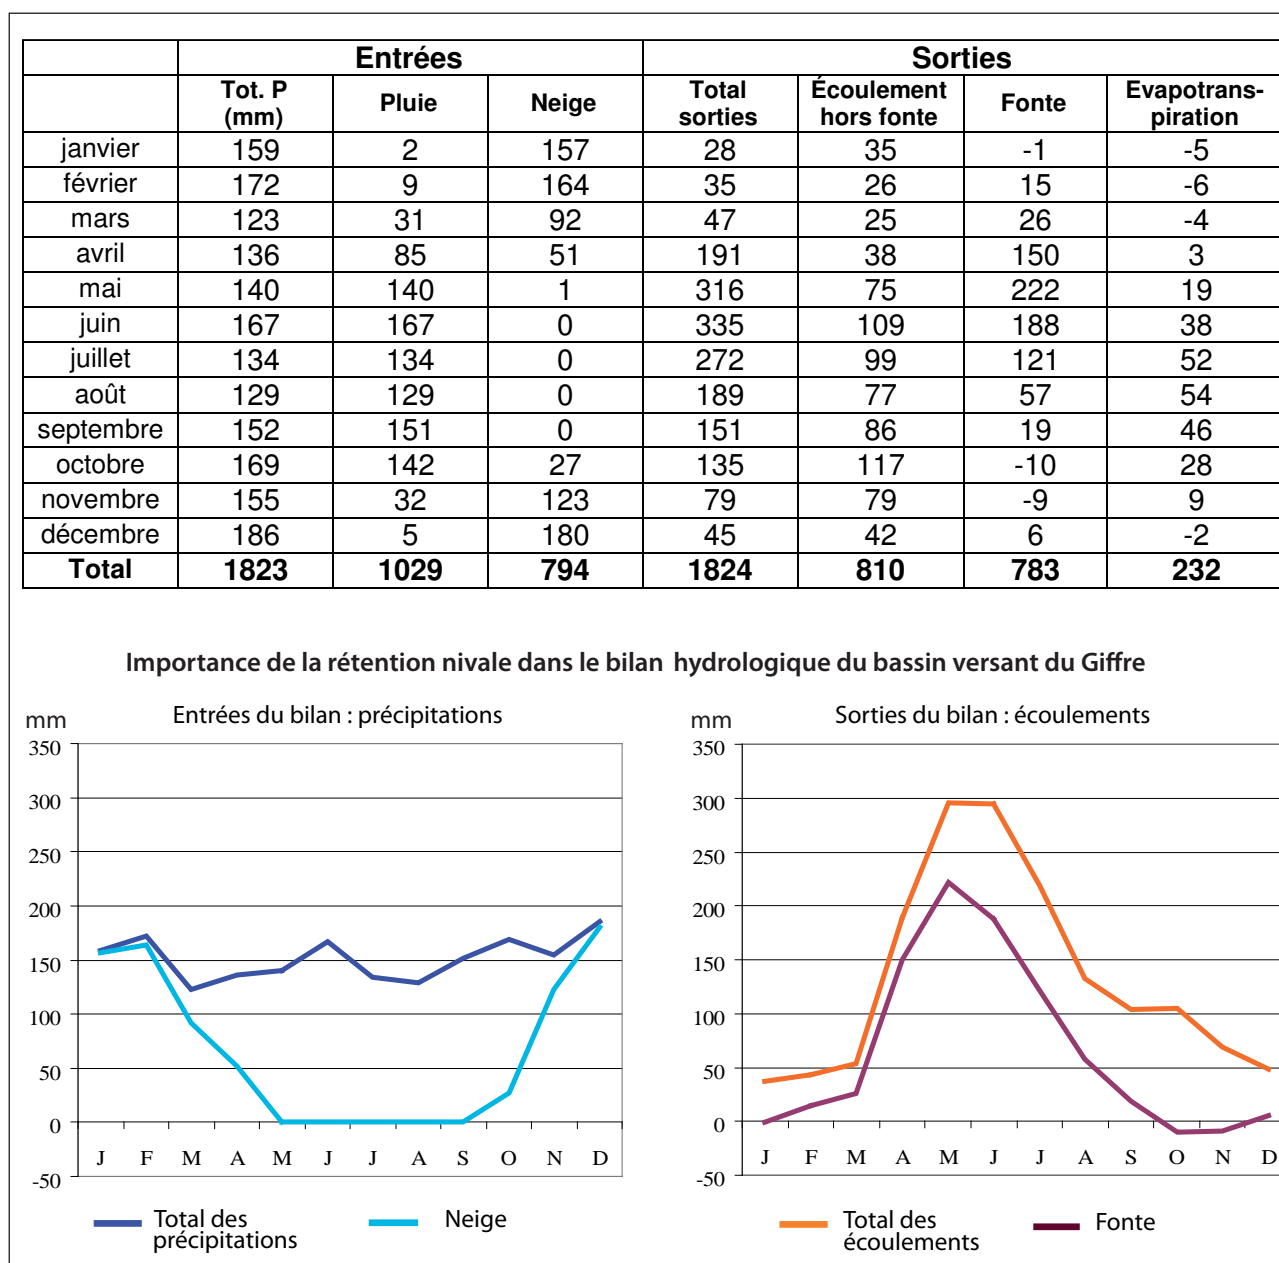 Entrées Sorties
Tot. P (mm) Pluie Neige Total sorties Écoulement hors fonte Fonte Evapotrans-piration
janvier 159 2 157 28 35 -1 -5
février 172 9 164 35 26 15 -6
mars 123 31 92 47 25 26 -4
avril 136 85 51 191 38 150 3
mai 140 140 1 316 75 222 19
juin 167 167 0 335 109 188 38
juillet 134 134 0 272 99 121 52
août 129 129 0 189 77 57 54
septembre 152 151 0 151 86 19 46
octobre 169 142 27 135 117 -10 28
novembre 155 32 123 79 79 -9 9
décembre 186 5 180 45 42 6 -2
Total 1823 1029 794 1824 810 783 232
Importance de la rétention nivale dans le bilan hydrologique du bassin versant du Giffre
mm Entrées du bilan : précipitations
350
300
250
200
150
100
50
0
-50
J F M A M J J A S O N D
Total des précipitations
Neige
mm Sorties du bilan : écoulements
350
300
250
200
150
100
50
0
-50
J F M A M J J A S O N D
Total des écoulements
Fonte